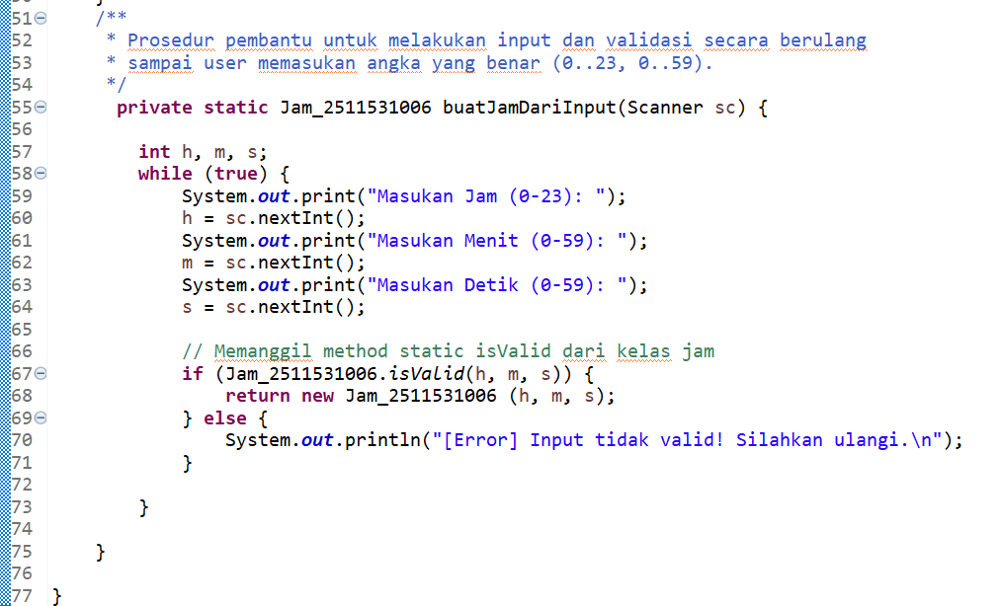 51 /**
52 * Prosedur pembantu untuk melakukan input dan validasi secara berulang
53 * sampai user memasukan angka yang benar (0..23, 0..59).
54 */
55 private static Jam_2511531006 buatJamDariInput(Scanner sc) {
56
57 int h, m, s;
58 while (true) {
59 System.out.print("Masukan Jam (0-23): ");
60 h = sc.nextInt();
61 System.out.print("Masukan Menit (0-59): ");
62 m = sc.nextInt();
63 System.out.print("Masukan Detik (0-59): ");
64 s = sc.nextInt();
65
66 // Memanggil method static isValid dari kelas jam
67 if (Jam_2511531006.isValid(h, m, s)) {
68 return new Jam_2511531006 (h, m, s);
69 } else {
70 System.out.println("[Error] Input tidak valid! Silahkan ulangi.\n");
71 }
72
73 }
74
75 }
76
77 }